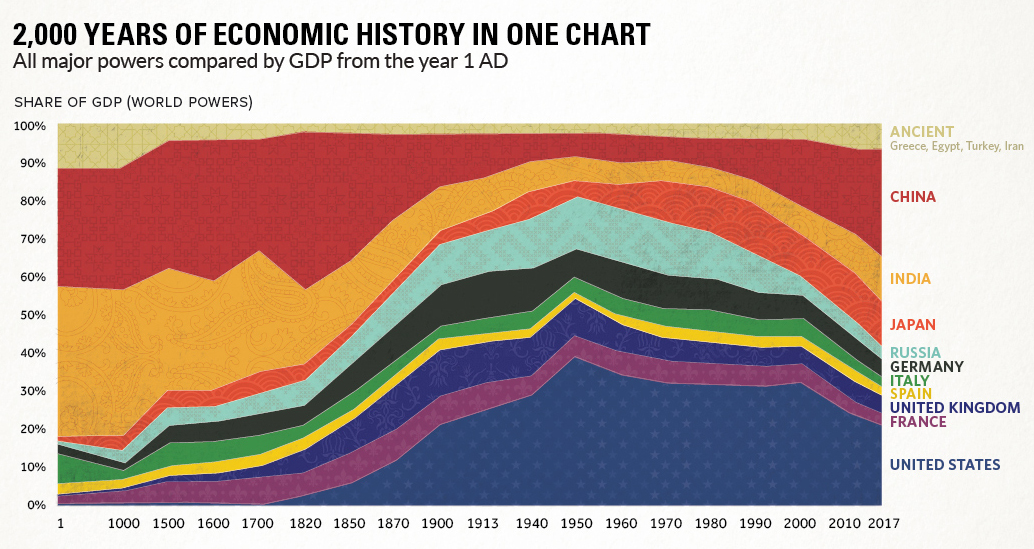 2,000 YEARS OF ECONOMIC HISTORY IN ONE CHART
All major powers compared by GDP from the year 1 AD
SHARE OF GDP (WORLD POWERS)
100%
90%
80%
70%
60%
50%
40%
30%
20%
10%
0%
1 1000 1500 1600 1700 1820 1850 1870 1900 1913 1940 1950 1960 1970 1980 1990 2000 2010 2017
ANCIENT
Greece, Egypt, Turkey, Iran
CHINA
INDIA
JAPAN
RUSSIA
GERMANY
ITALY
SPAIN
UNITED KINGDOM
FRANCE
UNITED STATES